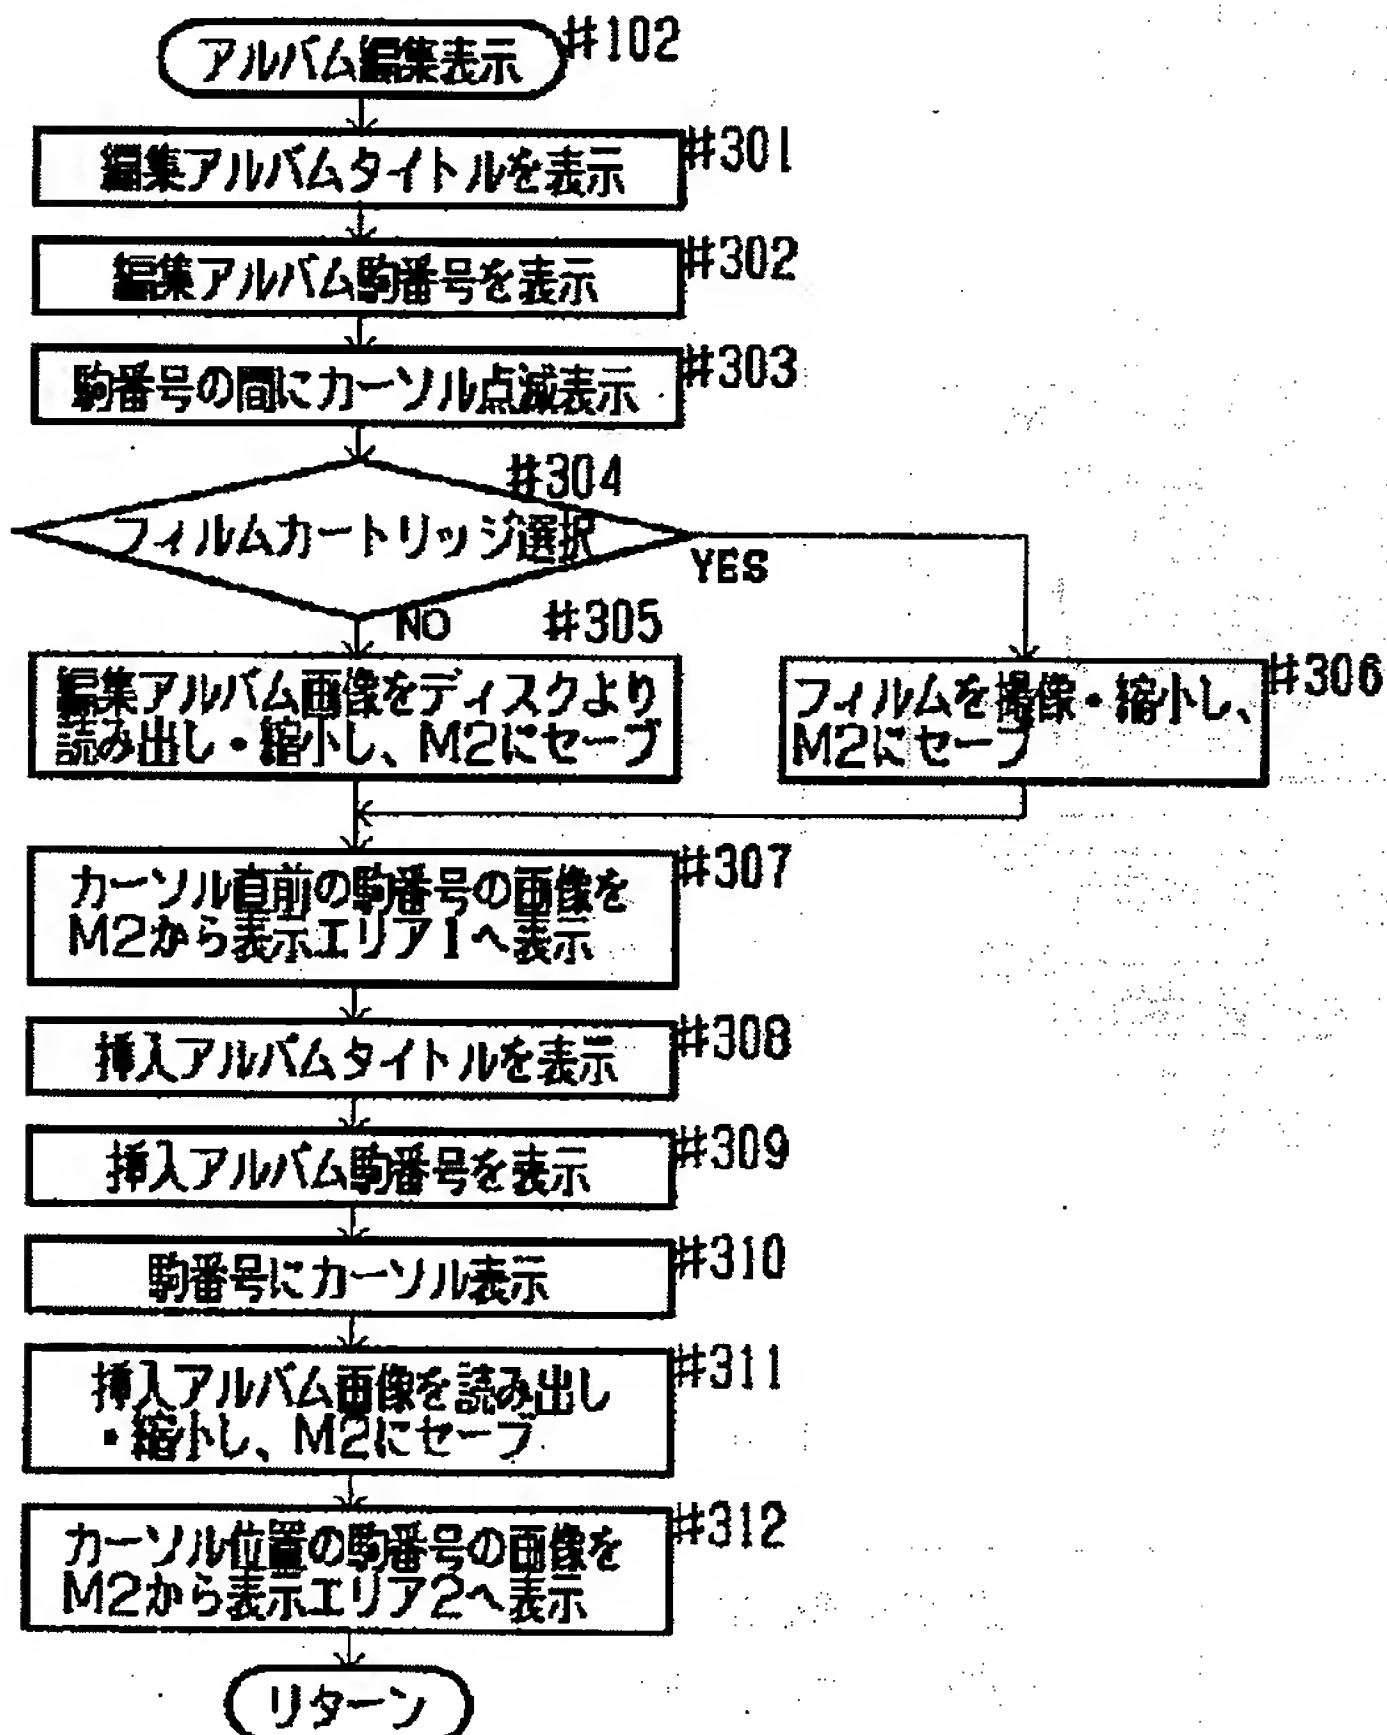 アルバム編集表示 #102
編集アルバムタイトルを表示 #301
編集アルバム駒番号を表示 #302
駒番号の間にカーソル点滅表示 #303
#304
フィルムカートリッジ選択
YES
NO #305
編集アルバム画像をディスクより
読み出し・縮小し、M2にセーブ
#306
フィルムを撮像・縮小し、
M2にセーブ
#307
カーソル直前の駒番号の画像を
M2から表示エリア1へ表示
挿入アルバムタイトルを表示 #308
挿入アルバム駒番号を表示 #309
駒番号にカーソル表示 #310
#311
挿入アルバム画像を読み出し
・縮小し、M2にセーブ
#312
カーソル位置の駒番号の画像を
M2から表示エリア2へ表示
リターン